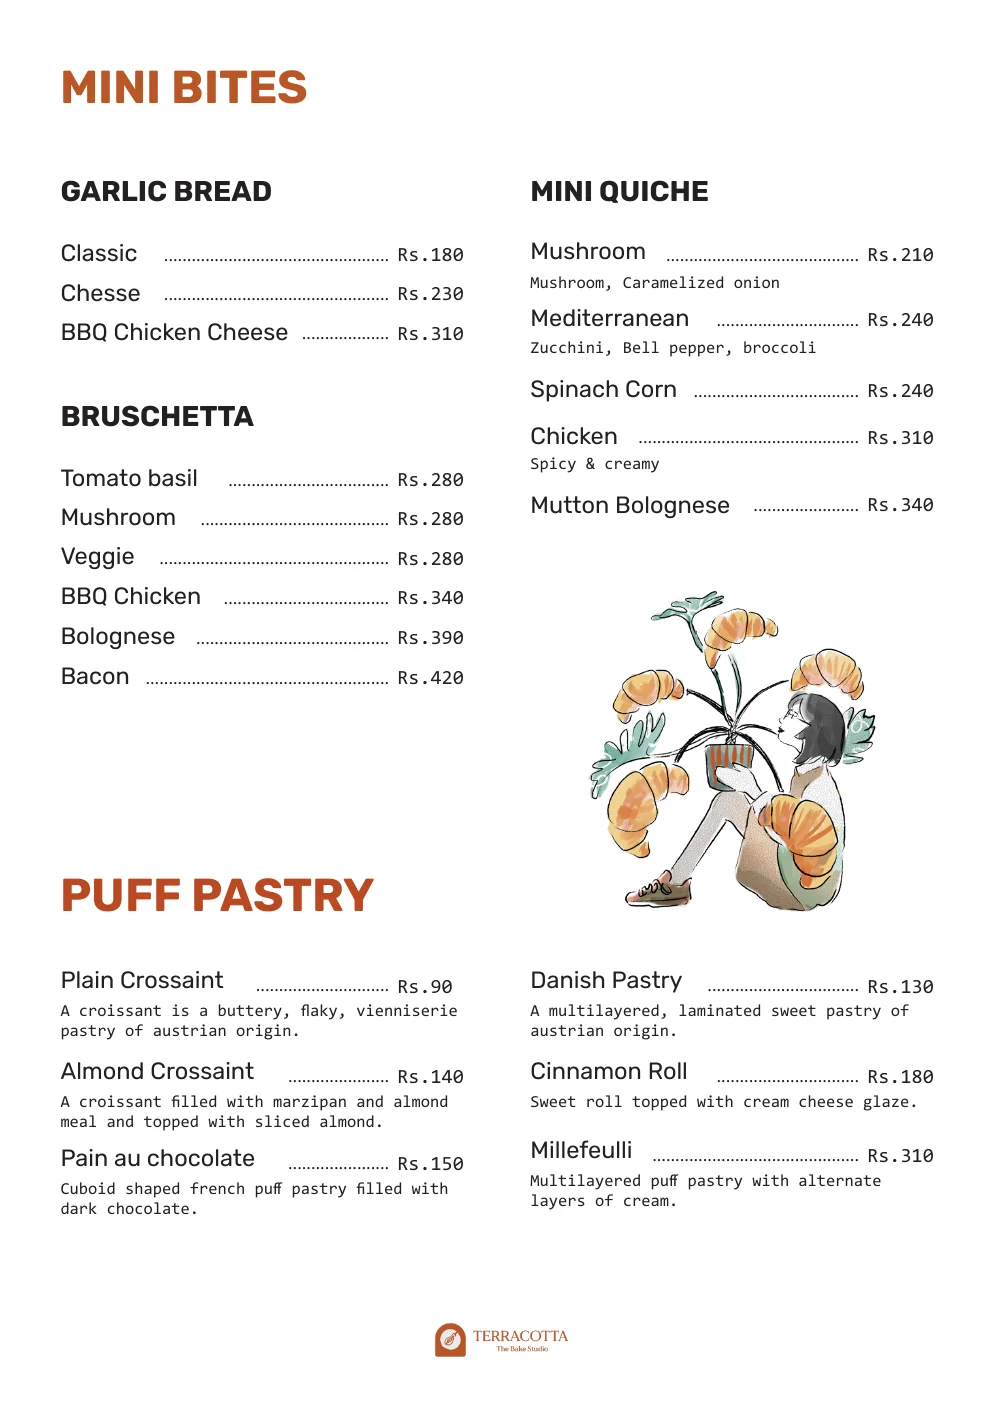 MINI BITES
GARLIC BREAD
Classic ........................ Rs.180
Chesse ........................ Rs.230
BBQ Chicken Cheese ........................ Rs.310
BRUSCHETTA
Tomato basil ........................ Rs.280
Mushroom ........................ Rs.280
Veggie ........................ Rs.280
BBQ Chicken ........................ Rs.340
Bolognese ........................ Rs.390
Bacon ........................ Rs.420
MINI QUICHE
Mushroom ........................ Rs.210
Mushroom, Caramelized onion
Mediterranean ........................ Rs.240
Zucchini, Bell pepper, broccoli
Spinach Corn ........................ Rs.240
Chicken ........................ Rs.310
Spicy & creamy
Mutton Bolognese ........................ Rs.340
PUFF PASTRY
Plain Crossaint ........................ Rs.90
A croissant is a buttery, flaky, vienniserie
pastry of austrian origin.
Almond Crossaint ........................ Rs.140
A croissant filled with marzipan and almond
meal and topped with sliced almond.
Pain au chocolate ........................ Rs.150
Cuboid shaped french puff pastry filled with
dark chocolate.
Danish Pastry ........................ Rs.130
A multilayered, laminated sweet pastry of
austrian origin.
Cinnamon Roll ........................ Rs.180
Sweet roll topped with cream cheese glaze.
Millefeulli ........................ Rs.310
Multilayered puff pastry with alternate
layers of cream.
TERRACOTTA
The Bake Studio